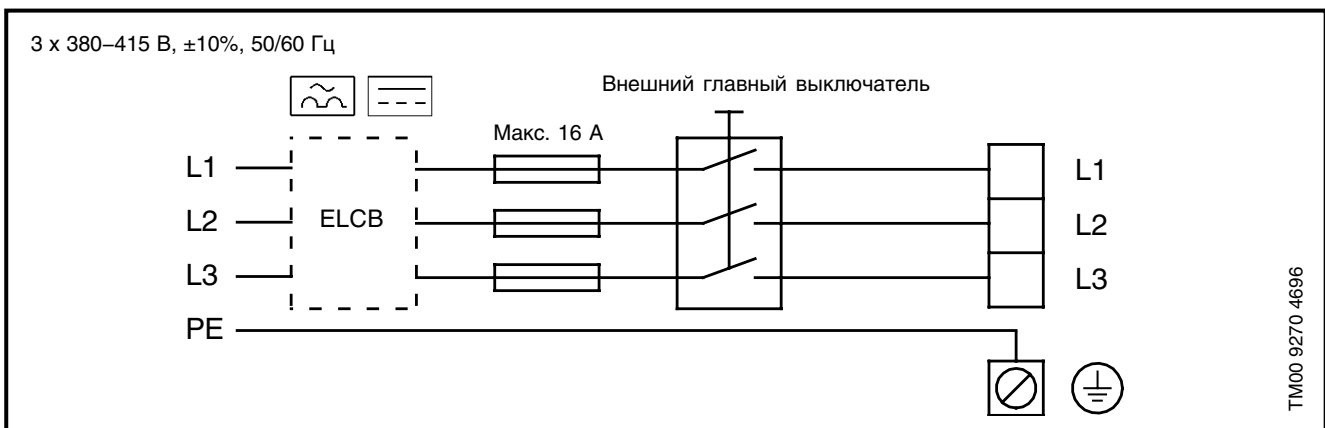 3 x 380–415 В, ±10%, 50/60 Гц
Внешний главный выключатель
Макс. 16 А
L1 L1
L2 ELCB L2
L3 L3
PE
TM00 9270 4696